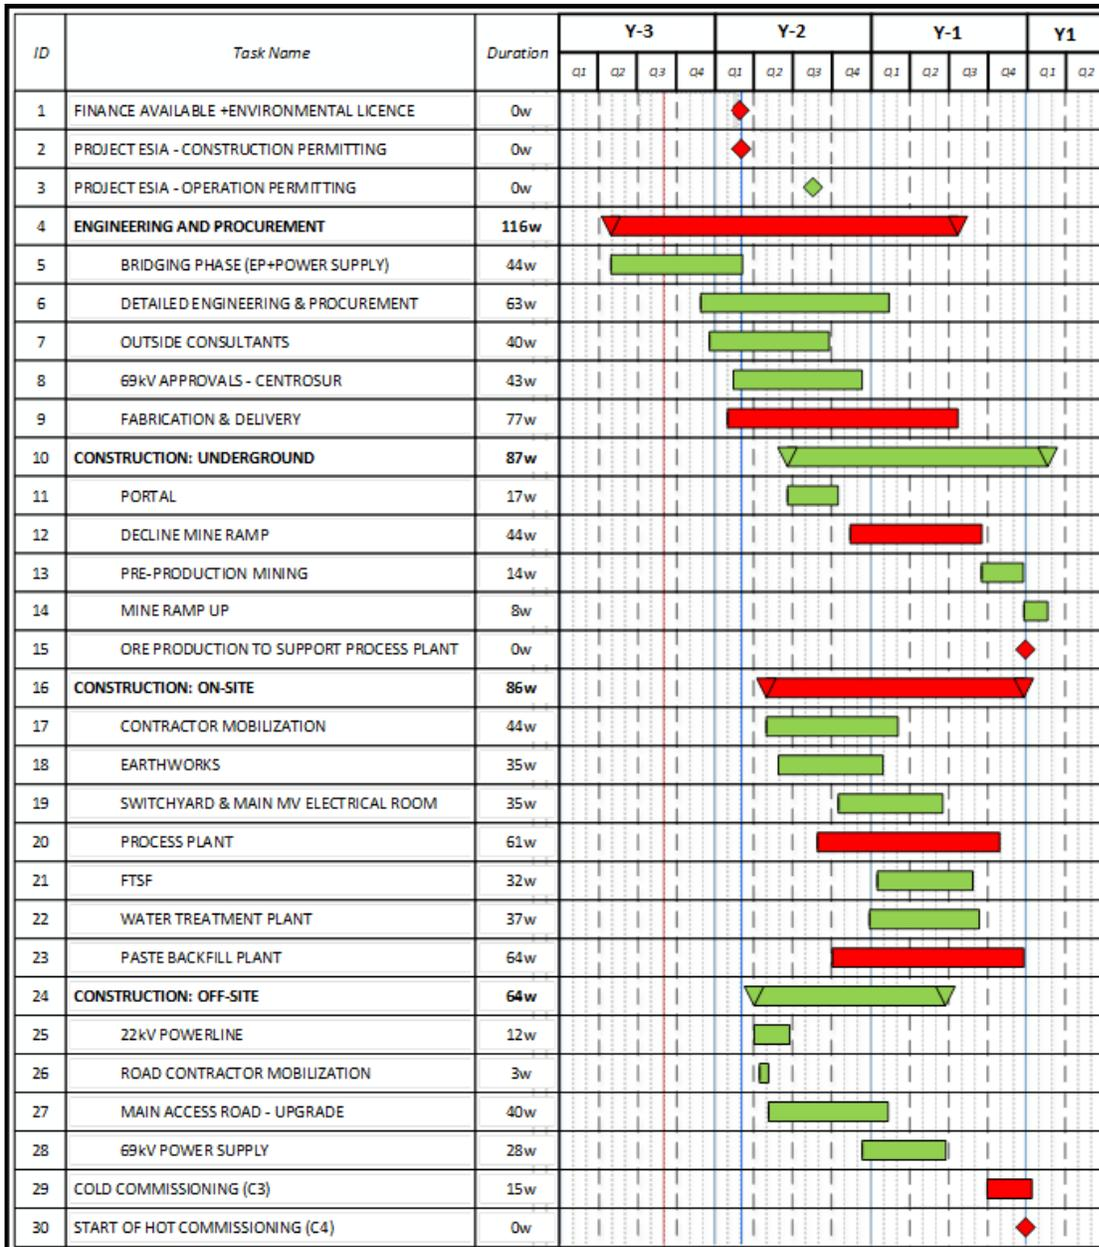 ID Task Name Duration Y-3 Y-2 Y-1 Y1
Q1 Q2 Q3 Q4 Q1 Q2 Q3 Q4 Q1 Q2 Q3 Q4 Q1 Q2
1 FINANCE AVAILABLE +ENVIRONMENTAL LICENCE 0w
2 PROJECT ESIA - CONSTRUCTION PERMITTING 0w
3 PROJECT ESIA - OPERATION PERMITTING 0w
4 ENGINEERING AND PROCUREMENT 116w
5 BRIDGING PHASE (EP+POWER SUPPLY) 44w
6 DETAILED ENGINEERING & PROCUREMENT 63w
7 OUTSIDE CONSULTANTS 40w
8 69kV APPROVALS - CENTROSUR 43w
9 FABRICATION & DELIVERY 77w
10 CONSTRUCTION: UNDERGROUND 87w
11 PORTAL 17w
12 DECLINE MINE RAMP 44w
13 PRE-PRODUCTION MINING 14w
14 MINE RAMP UP 8w
15 ORE PRODUCTION TO SUPPORT PROCESS PLANT 0w
16 CONSTRUCTION: ON-SITE 86w
17 CONTRACTOR MOBILIZATION 44w
18 EARTHWORKS 35w
19 SWITCHYARD & MAIN MV ELECTRICAL ROOM 35w
20 PROCESS PLANT 61w
21 FTSF 32w
22 WATER TREATMENT PLANT 37w
23 PASTE BACKFILL PLANT 64w
24 CONSTRUCTION: OFF-SITE 64w
25 22kV POWERLINE 12w
26 ROAD CONTRACTOR MOBILIZATION 3w
27 MAIN ACCESS ROAD - UPGRADE 40w
28 69kV POWER SUPPLY 28w
29 COLD COMMISSIONING (C3) 15w
30 START OF HOT COMMISSIONING (C4) 0w